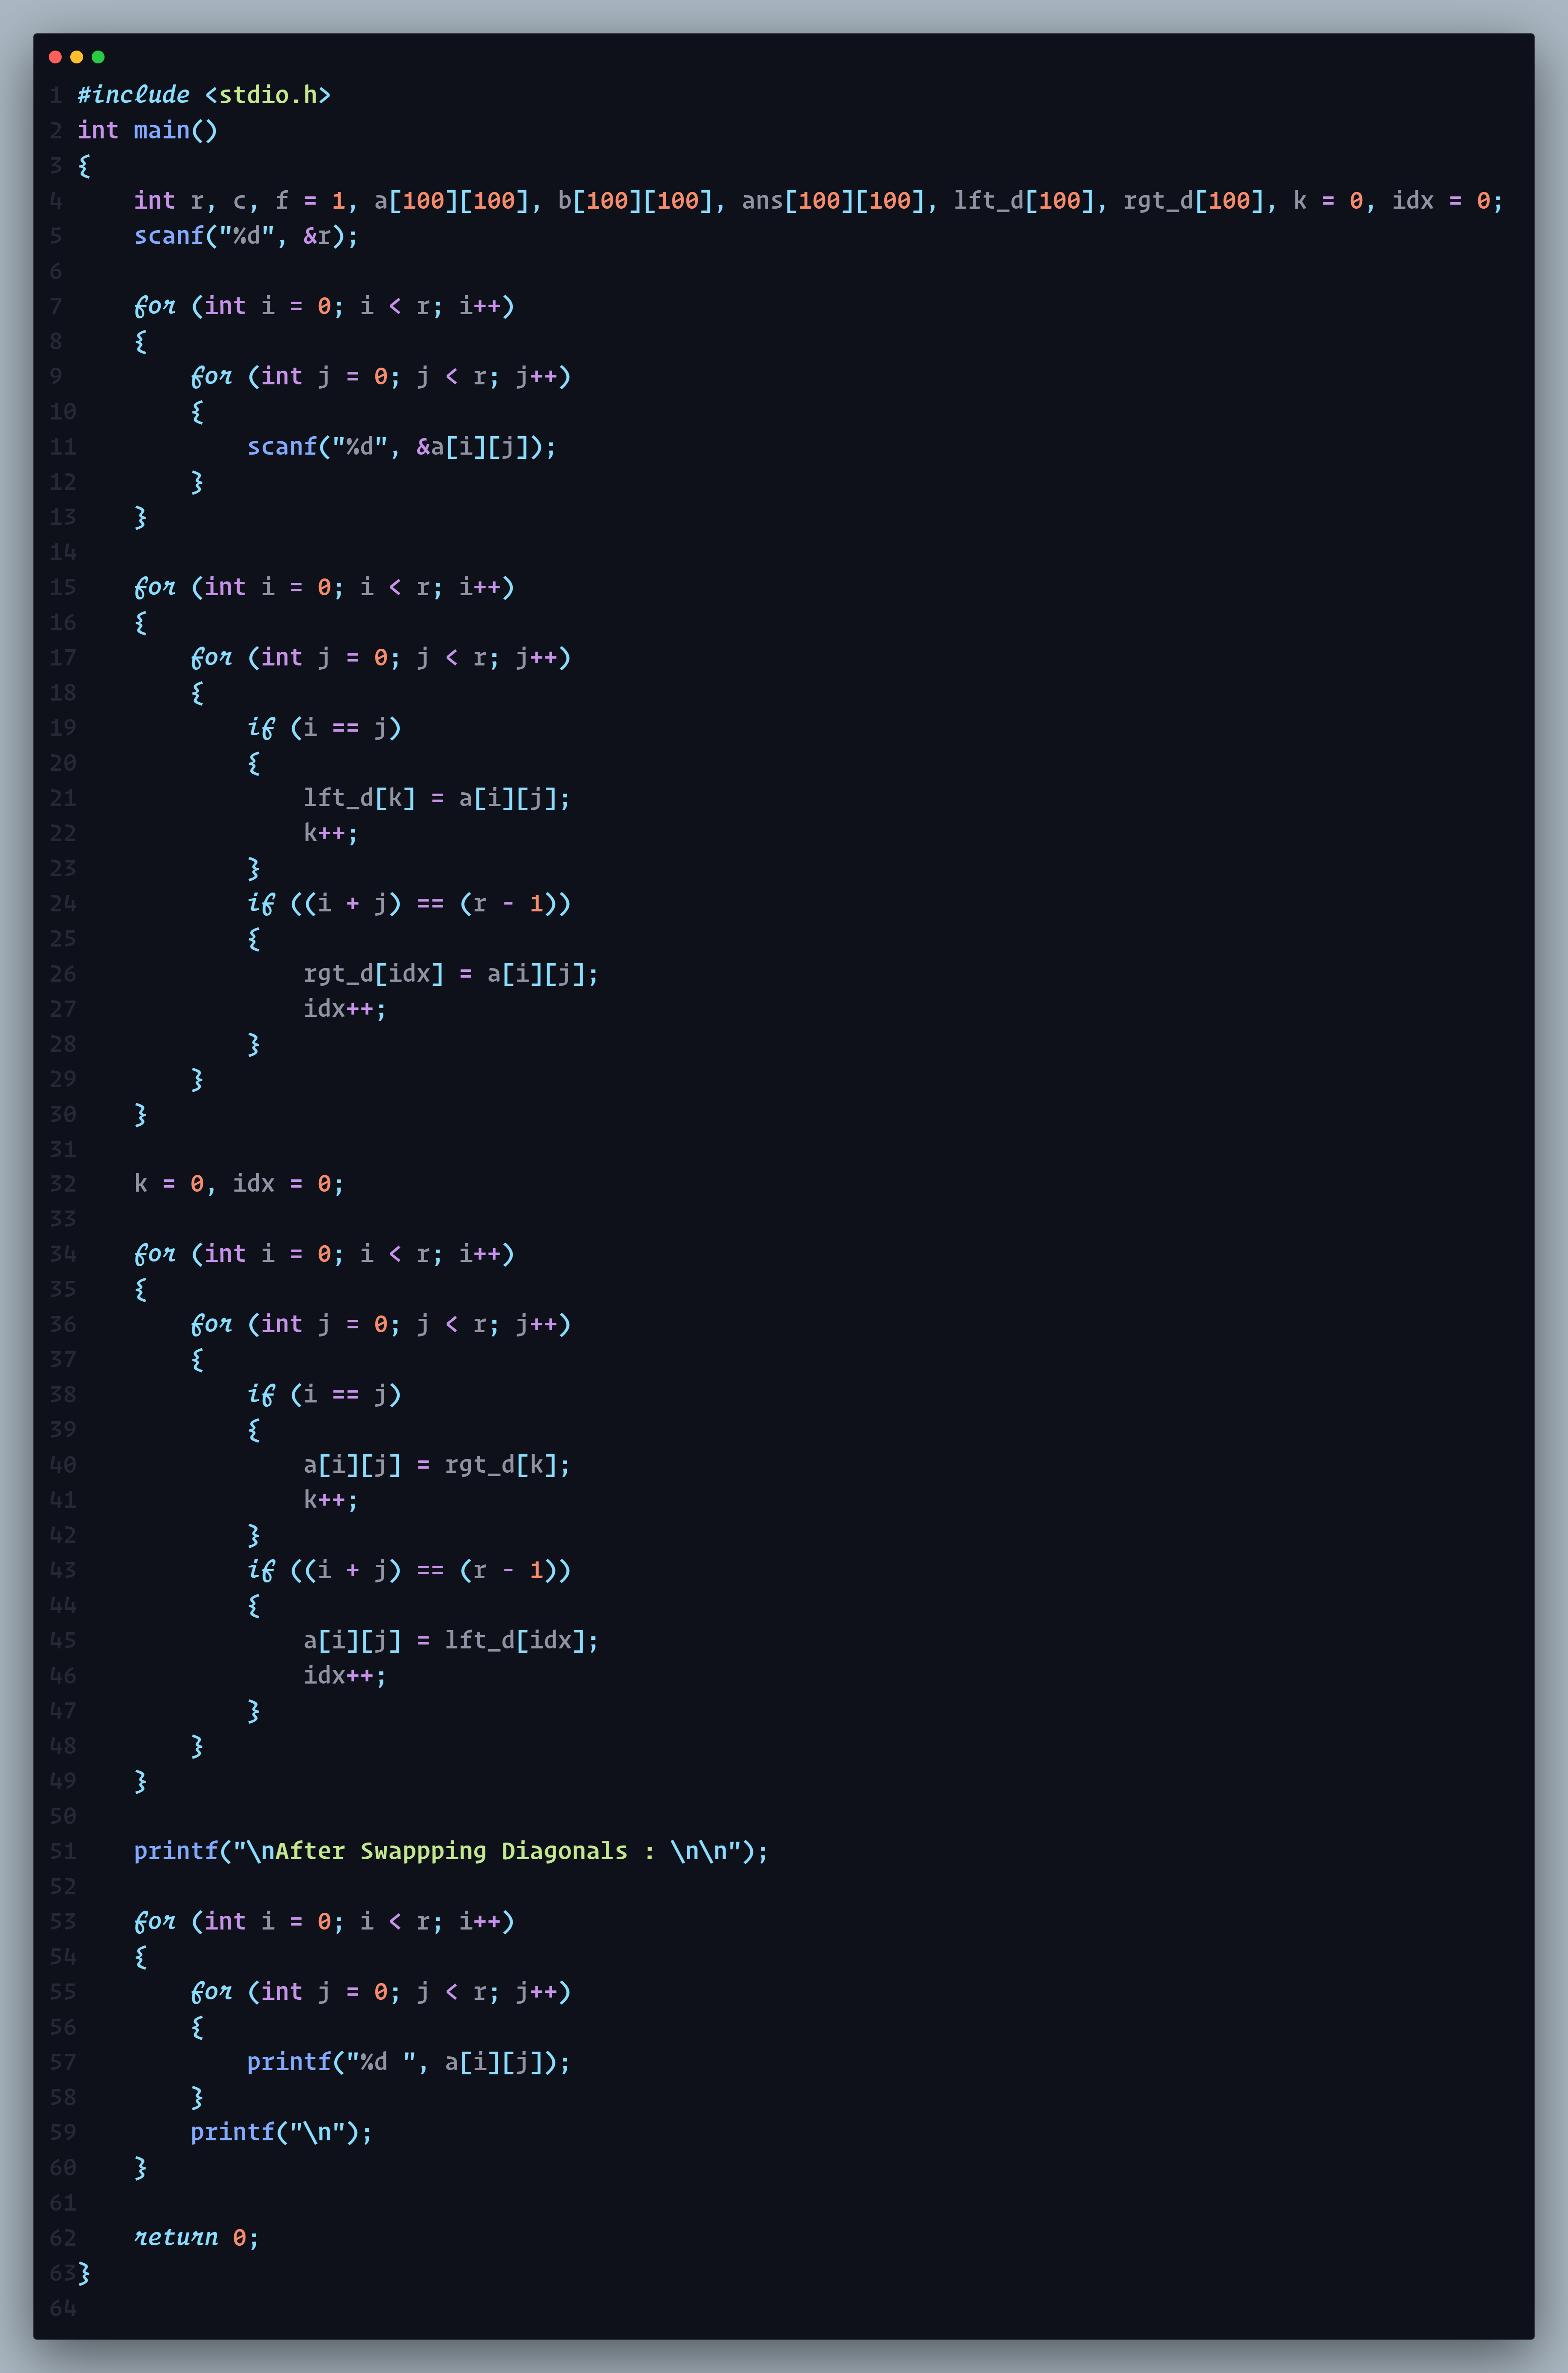 1 #include <stdio.h>
2 int main()
3 {
4     int r, c, f = 1, a[100][100], b[100][100], ans[100][100], lft_d[100], rgt_d[100], k = 0, idx = 0;
5     scanf("%d", &r);
6
7     for (int i = 0; i < r; i++)
8     {
9         for (int j = 0; j < r; j++)
10         {
11             scanf("%d", &a[i][j]);
12         }
13     }
14
15     for (int i = 0; i < r; i++)
16     {
17         for (int j = 0; j < r; j++)
18         {
19             if (i == j)
20             {
21                 lft_d[k] = a[i][j];
22                 k++;
23             }
24             if ((i + j) == (r - 1))
25             {
26                 rgt_d[idx] = a[i][j];
27                 idx++;
28             }
29         }
30     }
31
32     k = 0, idx = 0;
33
34     for (int i = 0; i < r; i++)
35     {
36         for (int j = 0; j < r; j++)
37         {
38             if (i == j)
39             {
40                 a[i][j] = rgt_d[k];
41                 k++;
42             }
43             if ((i + j) == (r - 1))
44             {
45                 a[i][j] = lft_d[idx];
46                 idx++;
47             }
48         }
49     }
50
51     printf("\nAfter Swappping Diagonals : \n\n");
52
53     for (int i = 0; i < r; i++)
54     {
55         for (int j = 0; j < r; j++)
56         {
57             printf("%d ", a[i][j]);
58         }
59         printf("\n");
60     }
61
62     return 0;
63 }
64